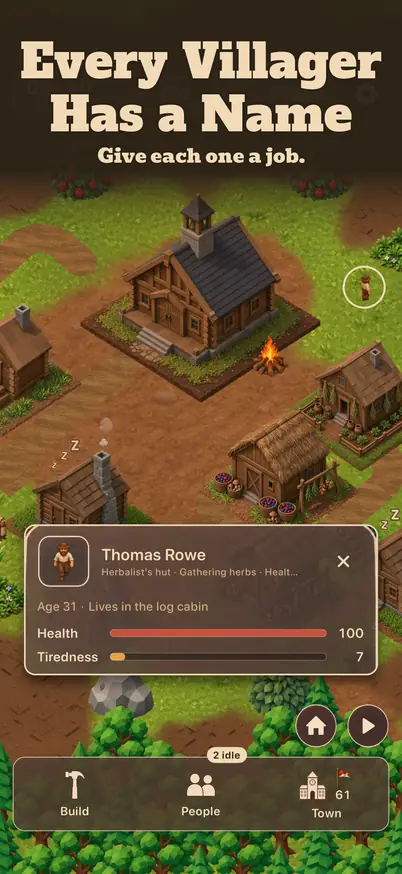 Every Villager
Has a Name
Give each one a job.
z z Z
Thomas Rowe
Herbalist's hut · Gathering herbs · Healt...
z Z
Age 31 · Lives in the log cabin
Health 100
Tiredness 7
2 idle
61
Build People Town